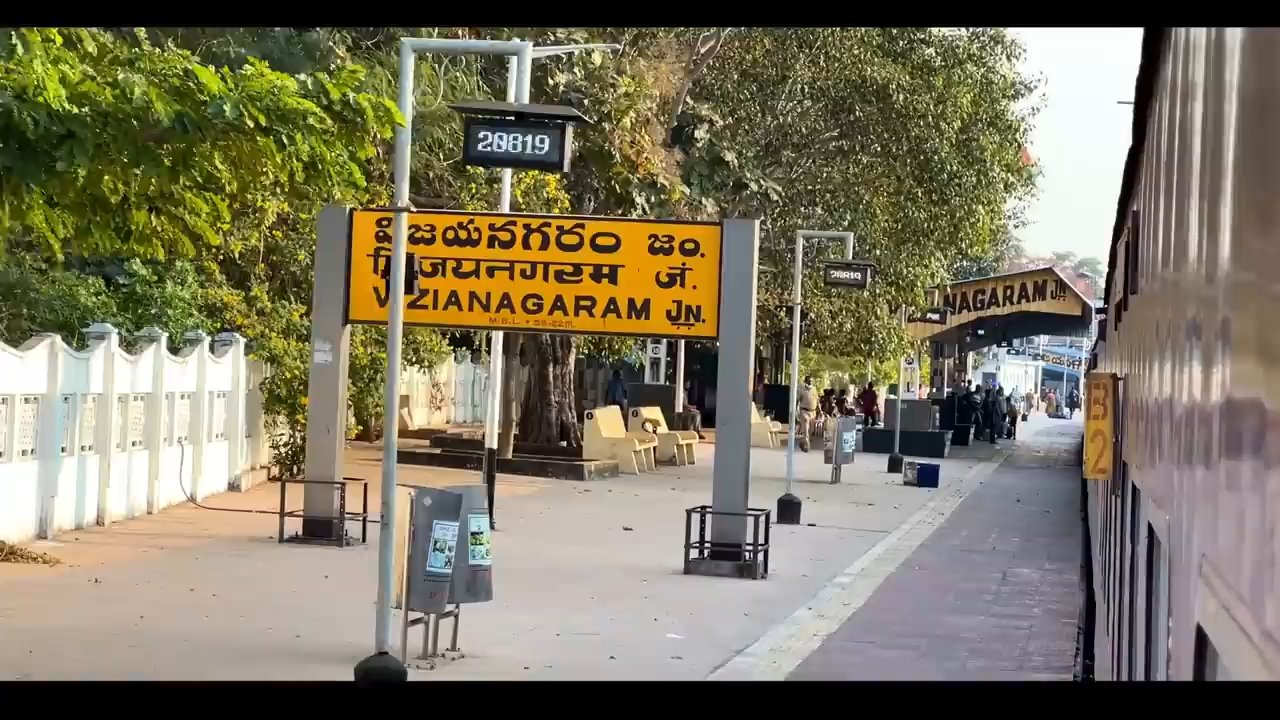 20819
విజయనగరం జం.
विजयनगरम जं.
VIZIANAGARAM JN.
M.S.L.
20819
NAGARAM JN
B2